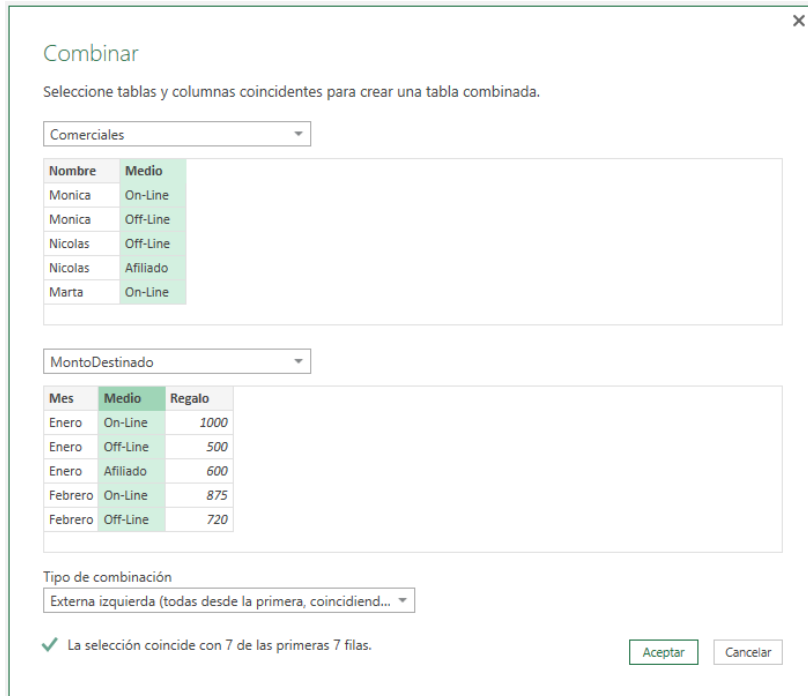 Combinar
Seleccione tablas y columnas coincidentes para crear una tabla combinada.
Comerciales
Nombre Medio
Monica On-Line
Monica Off-Line
Nicolas Off-Line
Nicolas Afiliado
Marta On-Line
MontoDestinado
Mes Medio Regalo
Enero On-Line 1000
Enero Off-Line 500
Enero Afiliado 600
Febrero On-Line 875
Febrero Off-Line 720
Tipo de combinación
Externa izquierda (todas desde la primera, coincidiend...
La selección coincide con 7 de las primeras 7 filas.
Aceptar Cancelar